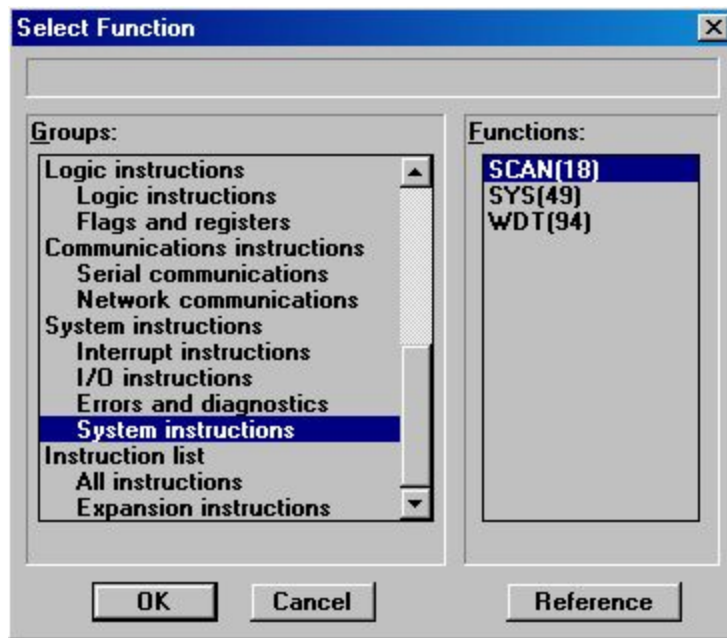 Select Function
Groups:
Logic instructions
Logic instructions
Flags and registers
Communications instructions
Serial communications
Network communications
System instructions
Interrupt instructions
I/O instructions
Errors and diagnostics
System instructions
Instruction list
All instructions
Expansion instructions
Functions:
SCAN(18)
SYS(49)
WDT(94)
OK Cancel Reference